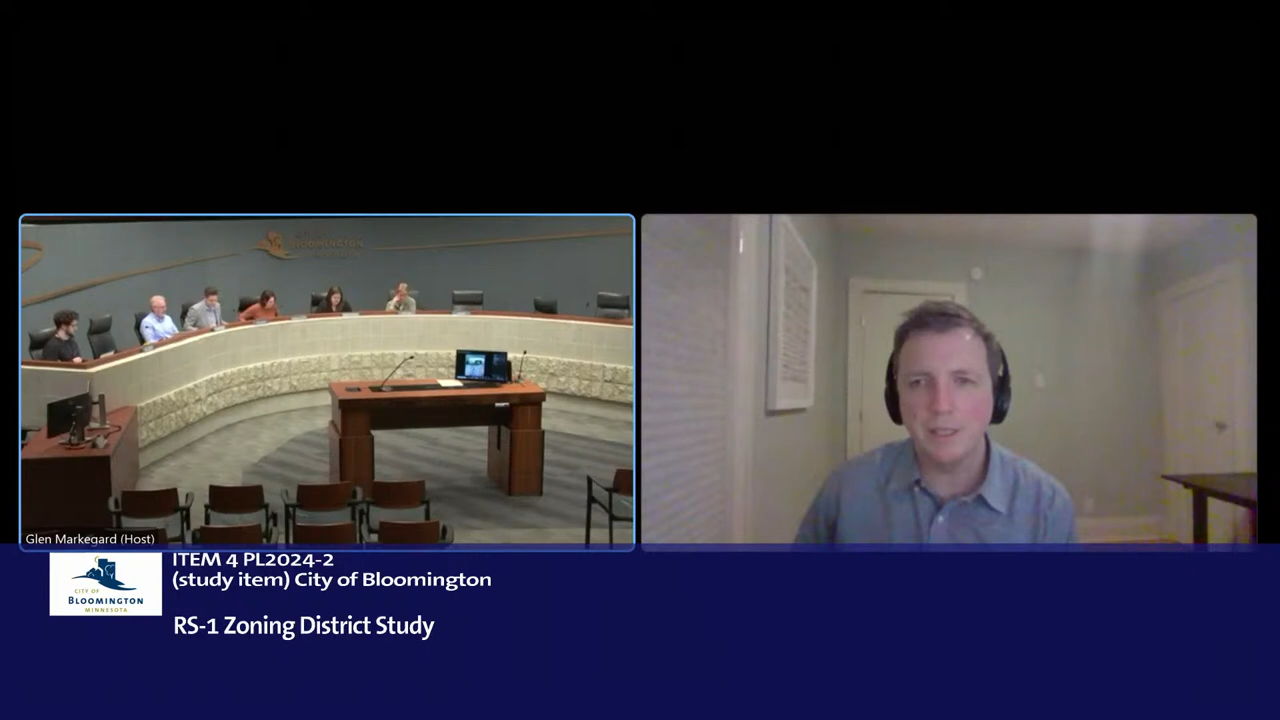 BLOOMINGTON
Glen Markegard (Host)
CITY OF
BLOOMINGTON
MINNESOTA
ITEM 4 PL2024-2
(study item) City of Bloomington
RS-1 Zoning District Study